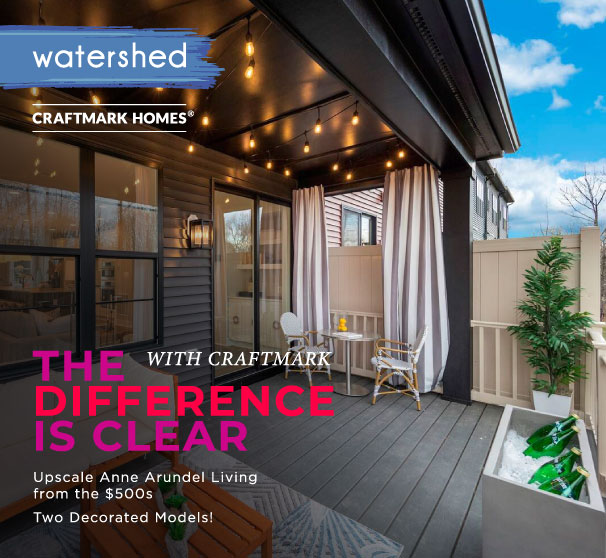 watershed
CRAFTMARK HOMES®
THE WITH CRAFTMARK
DIFFERENCE
IS CLEAR
Upscale Anne Arundel Living
from the $500s
Two Decorated Models!